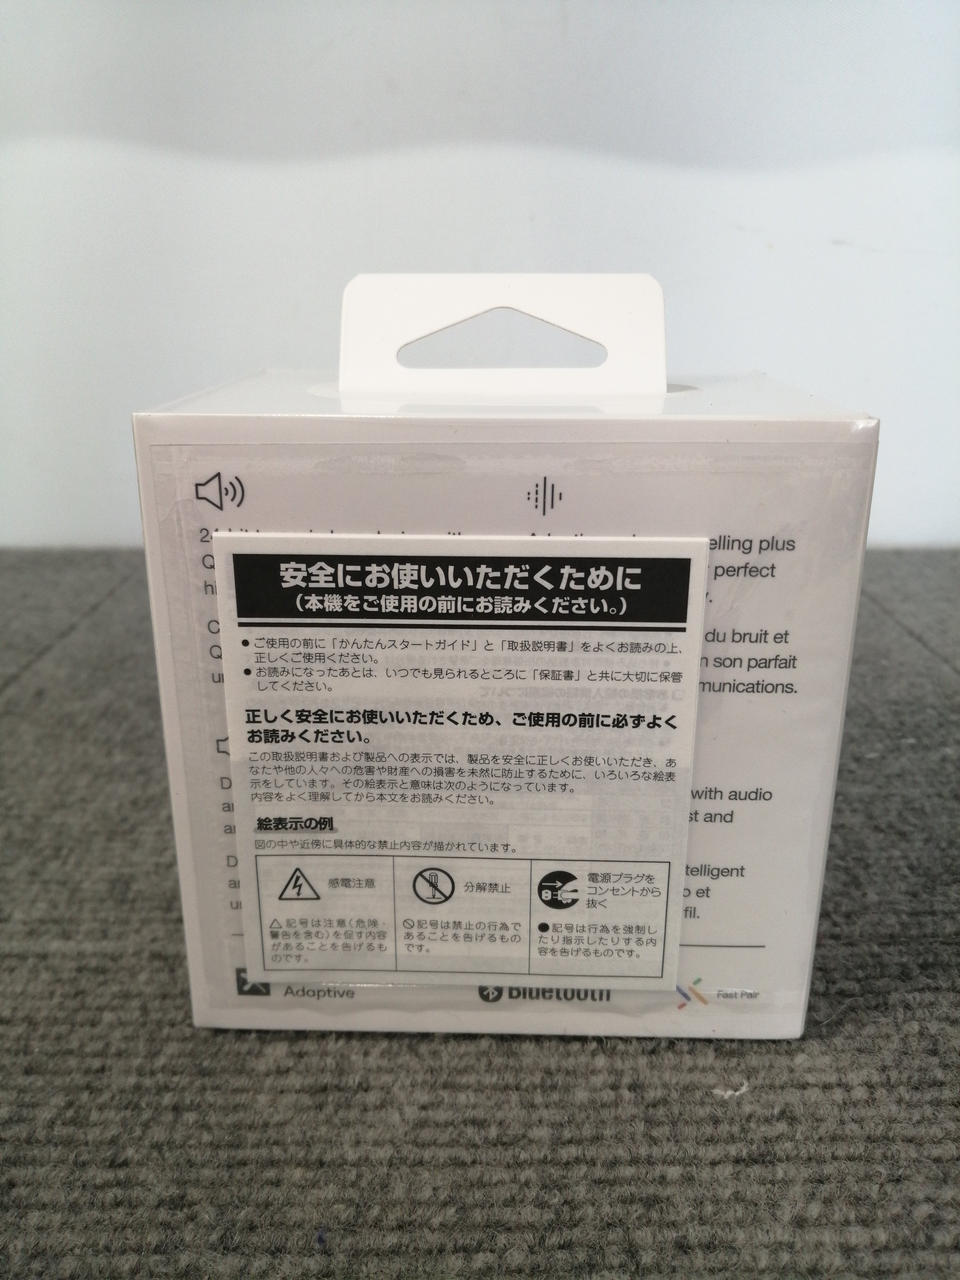 安全にお使いいただくために
(本機をご使用の前にお読みください。)
●ご使用の前に「かんたんスタートガイド」と「取扱説明書」をよくお読みの上、
正しくご使用ください。
●お読みになったあとは、いつでも見られるところに「保証書」と共に大切に保管
してください。
正しく安全にお使いいただくため、ご使用の前に必ずよく
お読みください。
この取扱説明書および製品への表示では、製品を安全に正しくお使いいただき、あ
なたや他の人々への危害や財産への損害を未然に防止するために、いろいろな絵表
示をしています。その絵表示と意味は次のようになっています。
内容をよく理解してから本文をお読みください。
絵表示の例
図の中や近傍に具体的な禁止内容が描かれています。
感電注意
△記号は注意(危険・
警告を含む)を促す内容
があることを告げるも
のです。
分解禁止
記号は禁止の行為で
あることを告げるもの
です。
電源プラグを
コンセントから
抜く
●記号は行為を強制し
たり指示したりする内
容を告げるものです。
elling plus
perfect
du bruit et
son parfait
munications.
with audio
st and
telligent
et
fil.
Adaptive
Bluetooth
Fast Pair